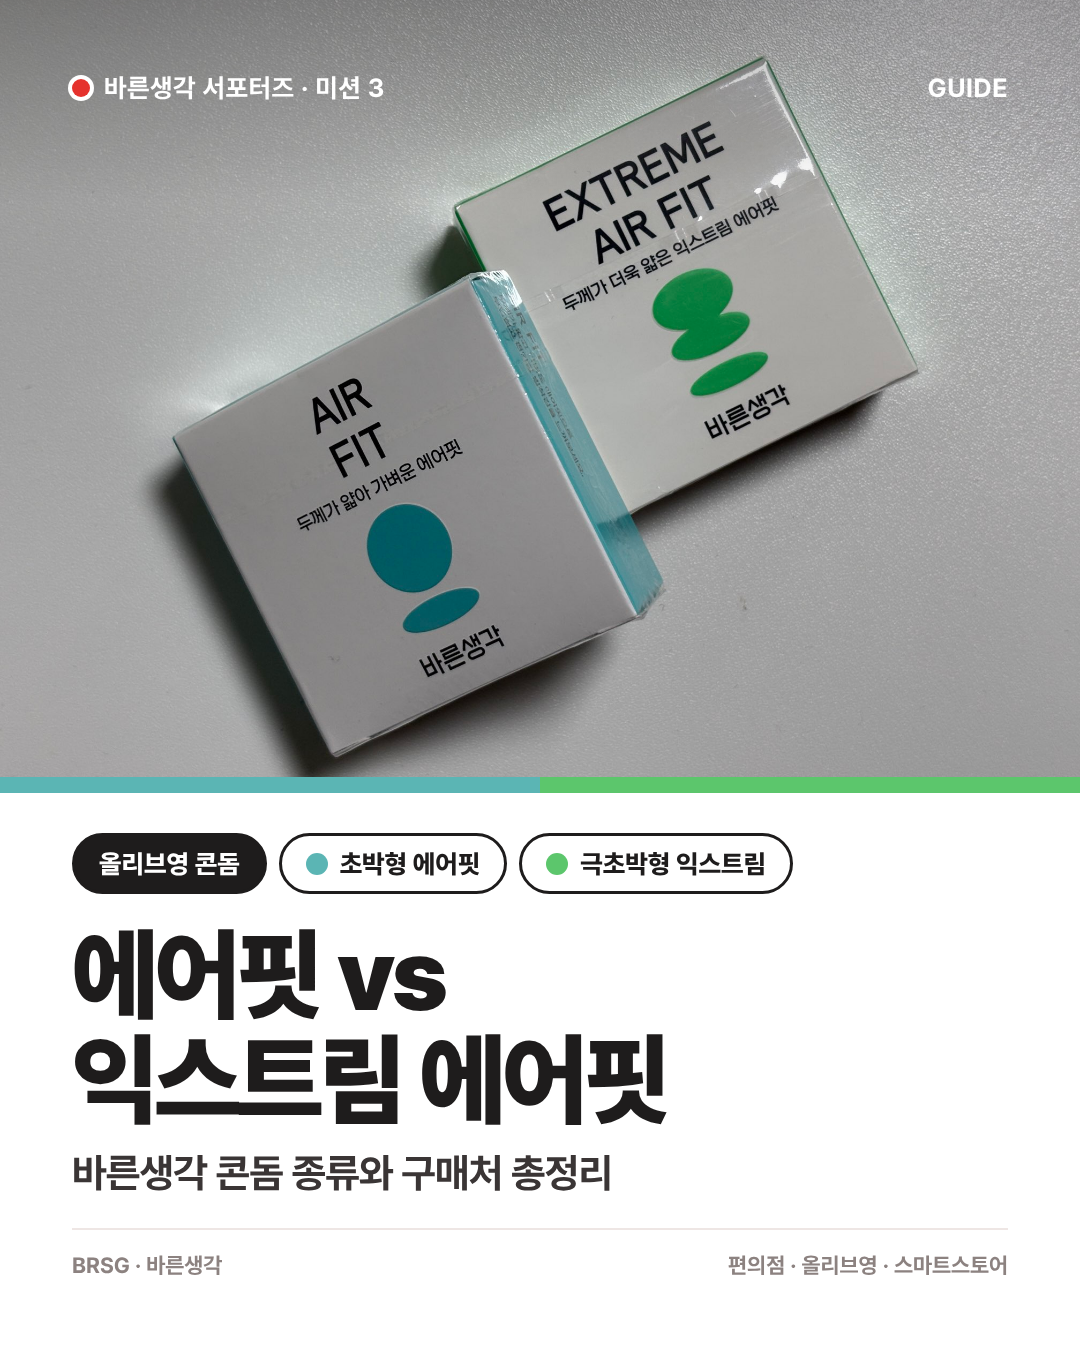 바른생각 서포터즈 · 미션 3
GUIDE
EXTREME
AIR FIT
두께가 더욱 얇은 익스트림 에어핏
바른생각
AIR
FIT
두께가 얇아 가벼운 에어핏
바른생각
올리브영 콘돔
초박형 에어핏
극초박형 익스트림
에어핏 vs
익스트림 에어핏
바른생각 콘돔 종류와 구매처 총정리
BRSG · 바른생각
편의점 · 올리브영 · 스마트스토어